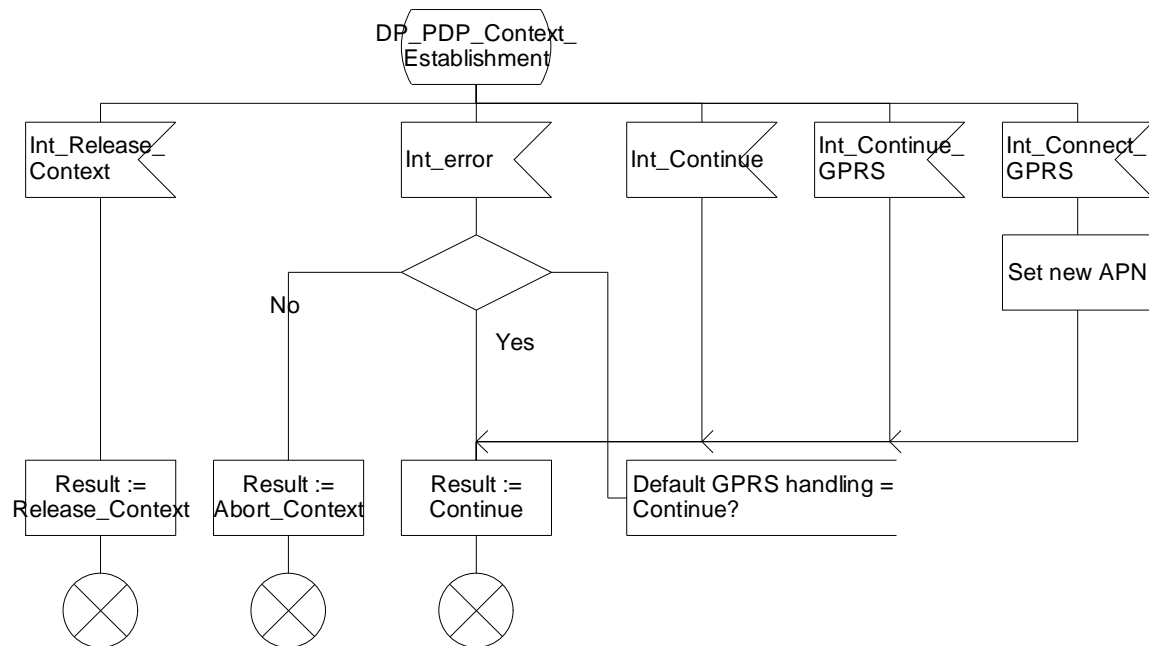 DP_PDP_Context_
Establishment
Int_Release_
Context
Int_error
Int_Continue
Int_Continue_
GPRS
Int_Connect_
GPRS
Set new APN
No
Yes
Result :=
Release_Context
Result :=
Abort_Context
Result :=
Continue
Default GPRS handling =
Continue?